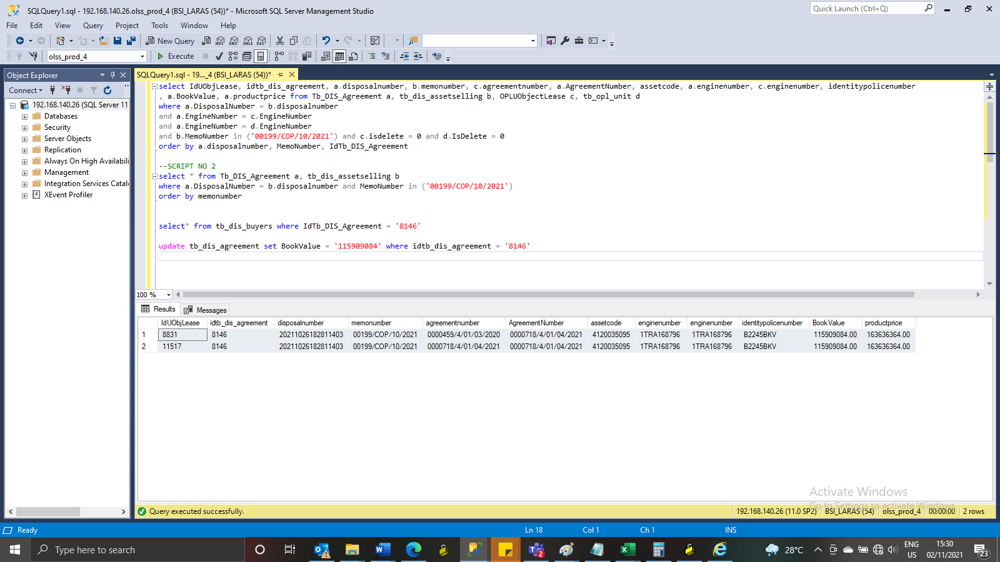 SQLQuery1.sql - 192.168.140.26.olss_prod_4 (BSI_LARAS (54))* - Microsoft SQL Server Management Studio
Quick Launch (Ctrl+Q)
File Edit View Query Project Tools Window Help
New Query
MDX DMX XMLA DAX
olss_prod_4
Execute
Object Explorer
SQLQuery1.sql - 19..._4 (BSI_LARAS (54))*
Connect
192.168.140.26 (SQL Server 11
Databases
Security
Server Objects
Replication
Always On High Availabili
Management
Integration Services Catal
XEvent Profiler
select IdUObjLease, idtb_dis_agreement, a.disposalnumber, b.memonumber, c.agreementnumber, a.AgreementNumber, assetcode, a.enginenumber, c.enginenumber, identitypolicenumber
, a.BookValue, a.productprice from Tb_DIS_Agreement a, tb_dis_assetselling b, OPLUObjectLease c, tb_opl_unit d
where a.DisposalNumber = b.disposalnumber
and a.EngineNumber = c.EngineNumber
and a.EngineNumber = d.EngineNumber
and b.MemoNumber in ('00199/COP/10/2021') and c.isdelete = 0 and d.IsDelete = 0
order by a.disposalnumber, MemoNumber, IdTb_DIS_Agreement
--SCRIPT NO 2
select * from Tb_DIS_Agreement a, tb_dis_assetselling b
where a.DisposalNumber = b.disposalnumber and MemoNumber in ('00199/COP/10/2021')
order by memonumber
select* from tb_dis_buyers where IdTb_DIS_Agreement = '8146'
update tb_dis_agreement set BookValue = '115909084' where idtb_dis_agreement = '8146'
100 %
Results Messages
IdUObjLease idtb_dis_agreement disposalnumber memonumber agreementnumber AgreementNumber assetcode enginenumber enginenumber identitypolicenumber BookValue productprice
1 8831 8146 20211026182811403 00199/COP/10/2021 0000459/4/01/03/2020 0000718/4/01/04/2021 4120035095 1TRA168796 1TRA168796 B2245BKV 115909084.00 163636364.00
2 11517 8146 20211026182811403 00199/COP/10/2021 0000718/4/01/04/2021 0000718/4/01/04/2021 4120035095 1TRA168796 1TRA168796 B2245BKV 115909084.00 163636364.00
Activate Windows
Go to Settings to activate Windows.
Query executed successfully. 192.168.140.26 (11.0 SP2) BSI_LARAS (54) olss_prod_4 00:00:00 2 rows
Ready Ln 18 Col 1 Ch 1 INS
Type here to search
2
28°C
ENG
US
15:30
02/11/2021
23